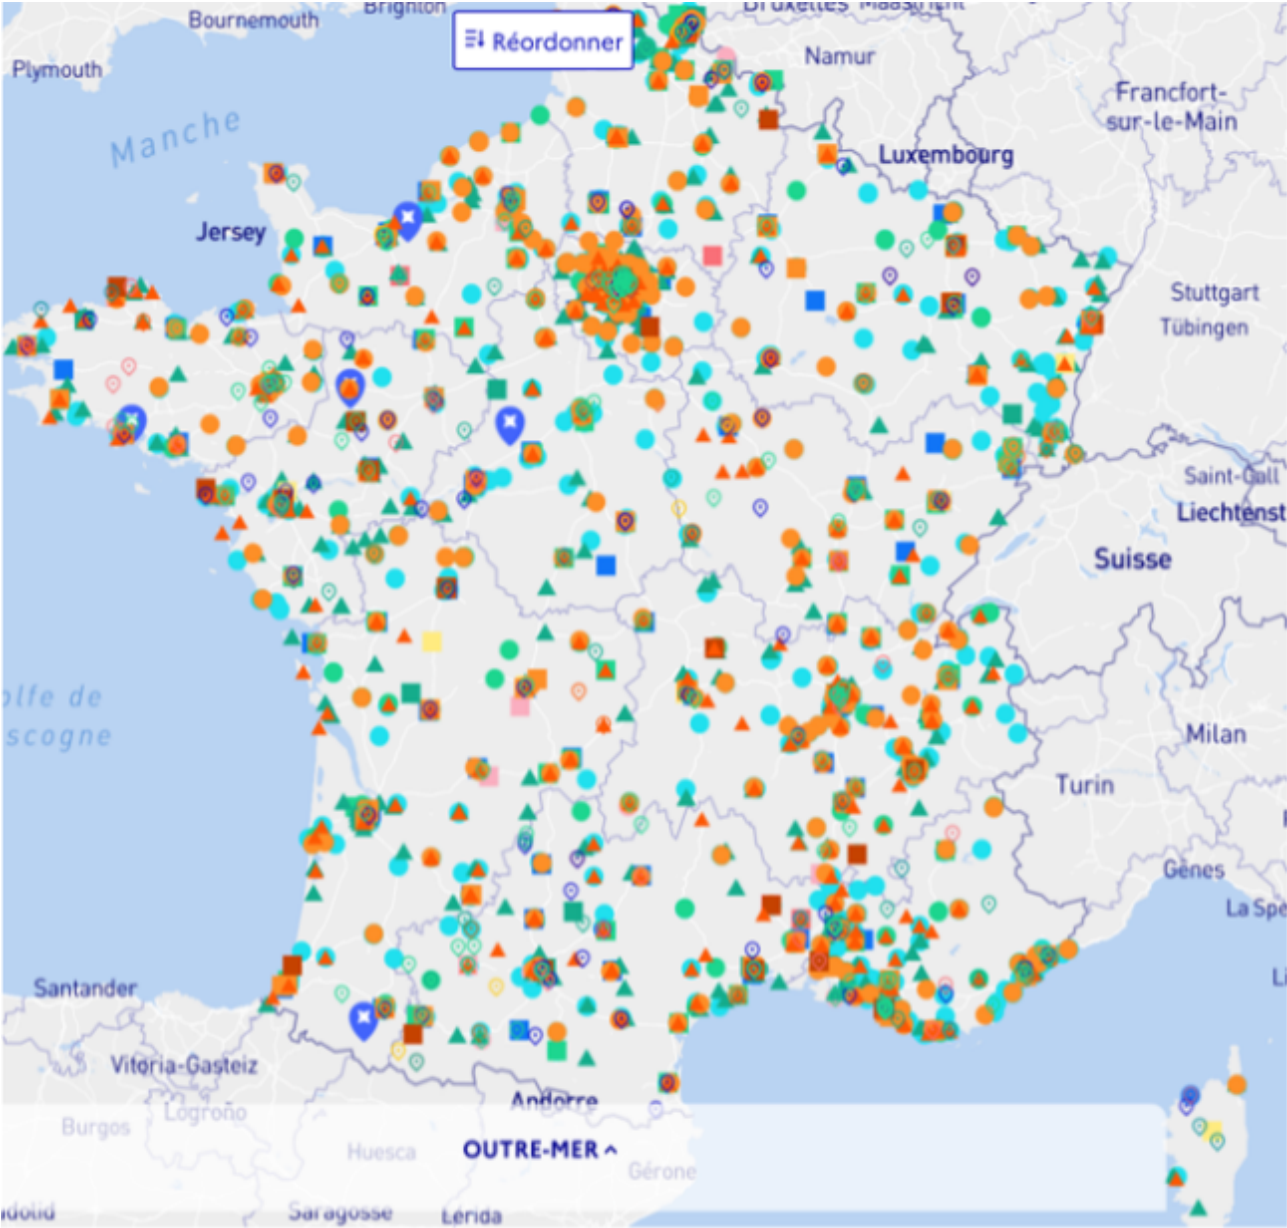 Bournemouth
Brighton
Bruxelles
Maastricht
Réordonner
Plymouth
Namur
Francfort-
sur-le-Main
Manche
Luxembourg
Jersey
Stuttgart
Tübingen
Saint-Gall
Liechtenst
Suisse
olfe de
scogne
Milan
Turin
Gênes
La Spe
Santander
Li
Vitoria-Gasteiz
Andorre
Logroño
Burgos
OUTRE-MER
Huesca
Gérone
adolid
Saragosse
Lérida